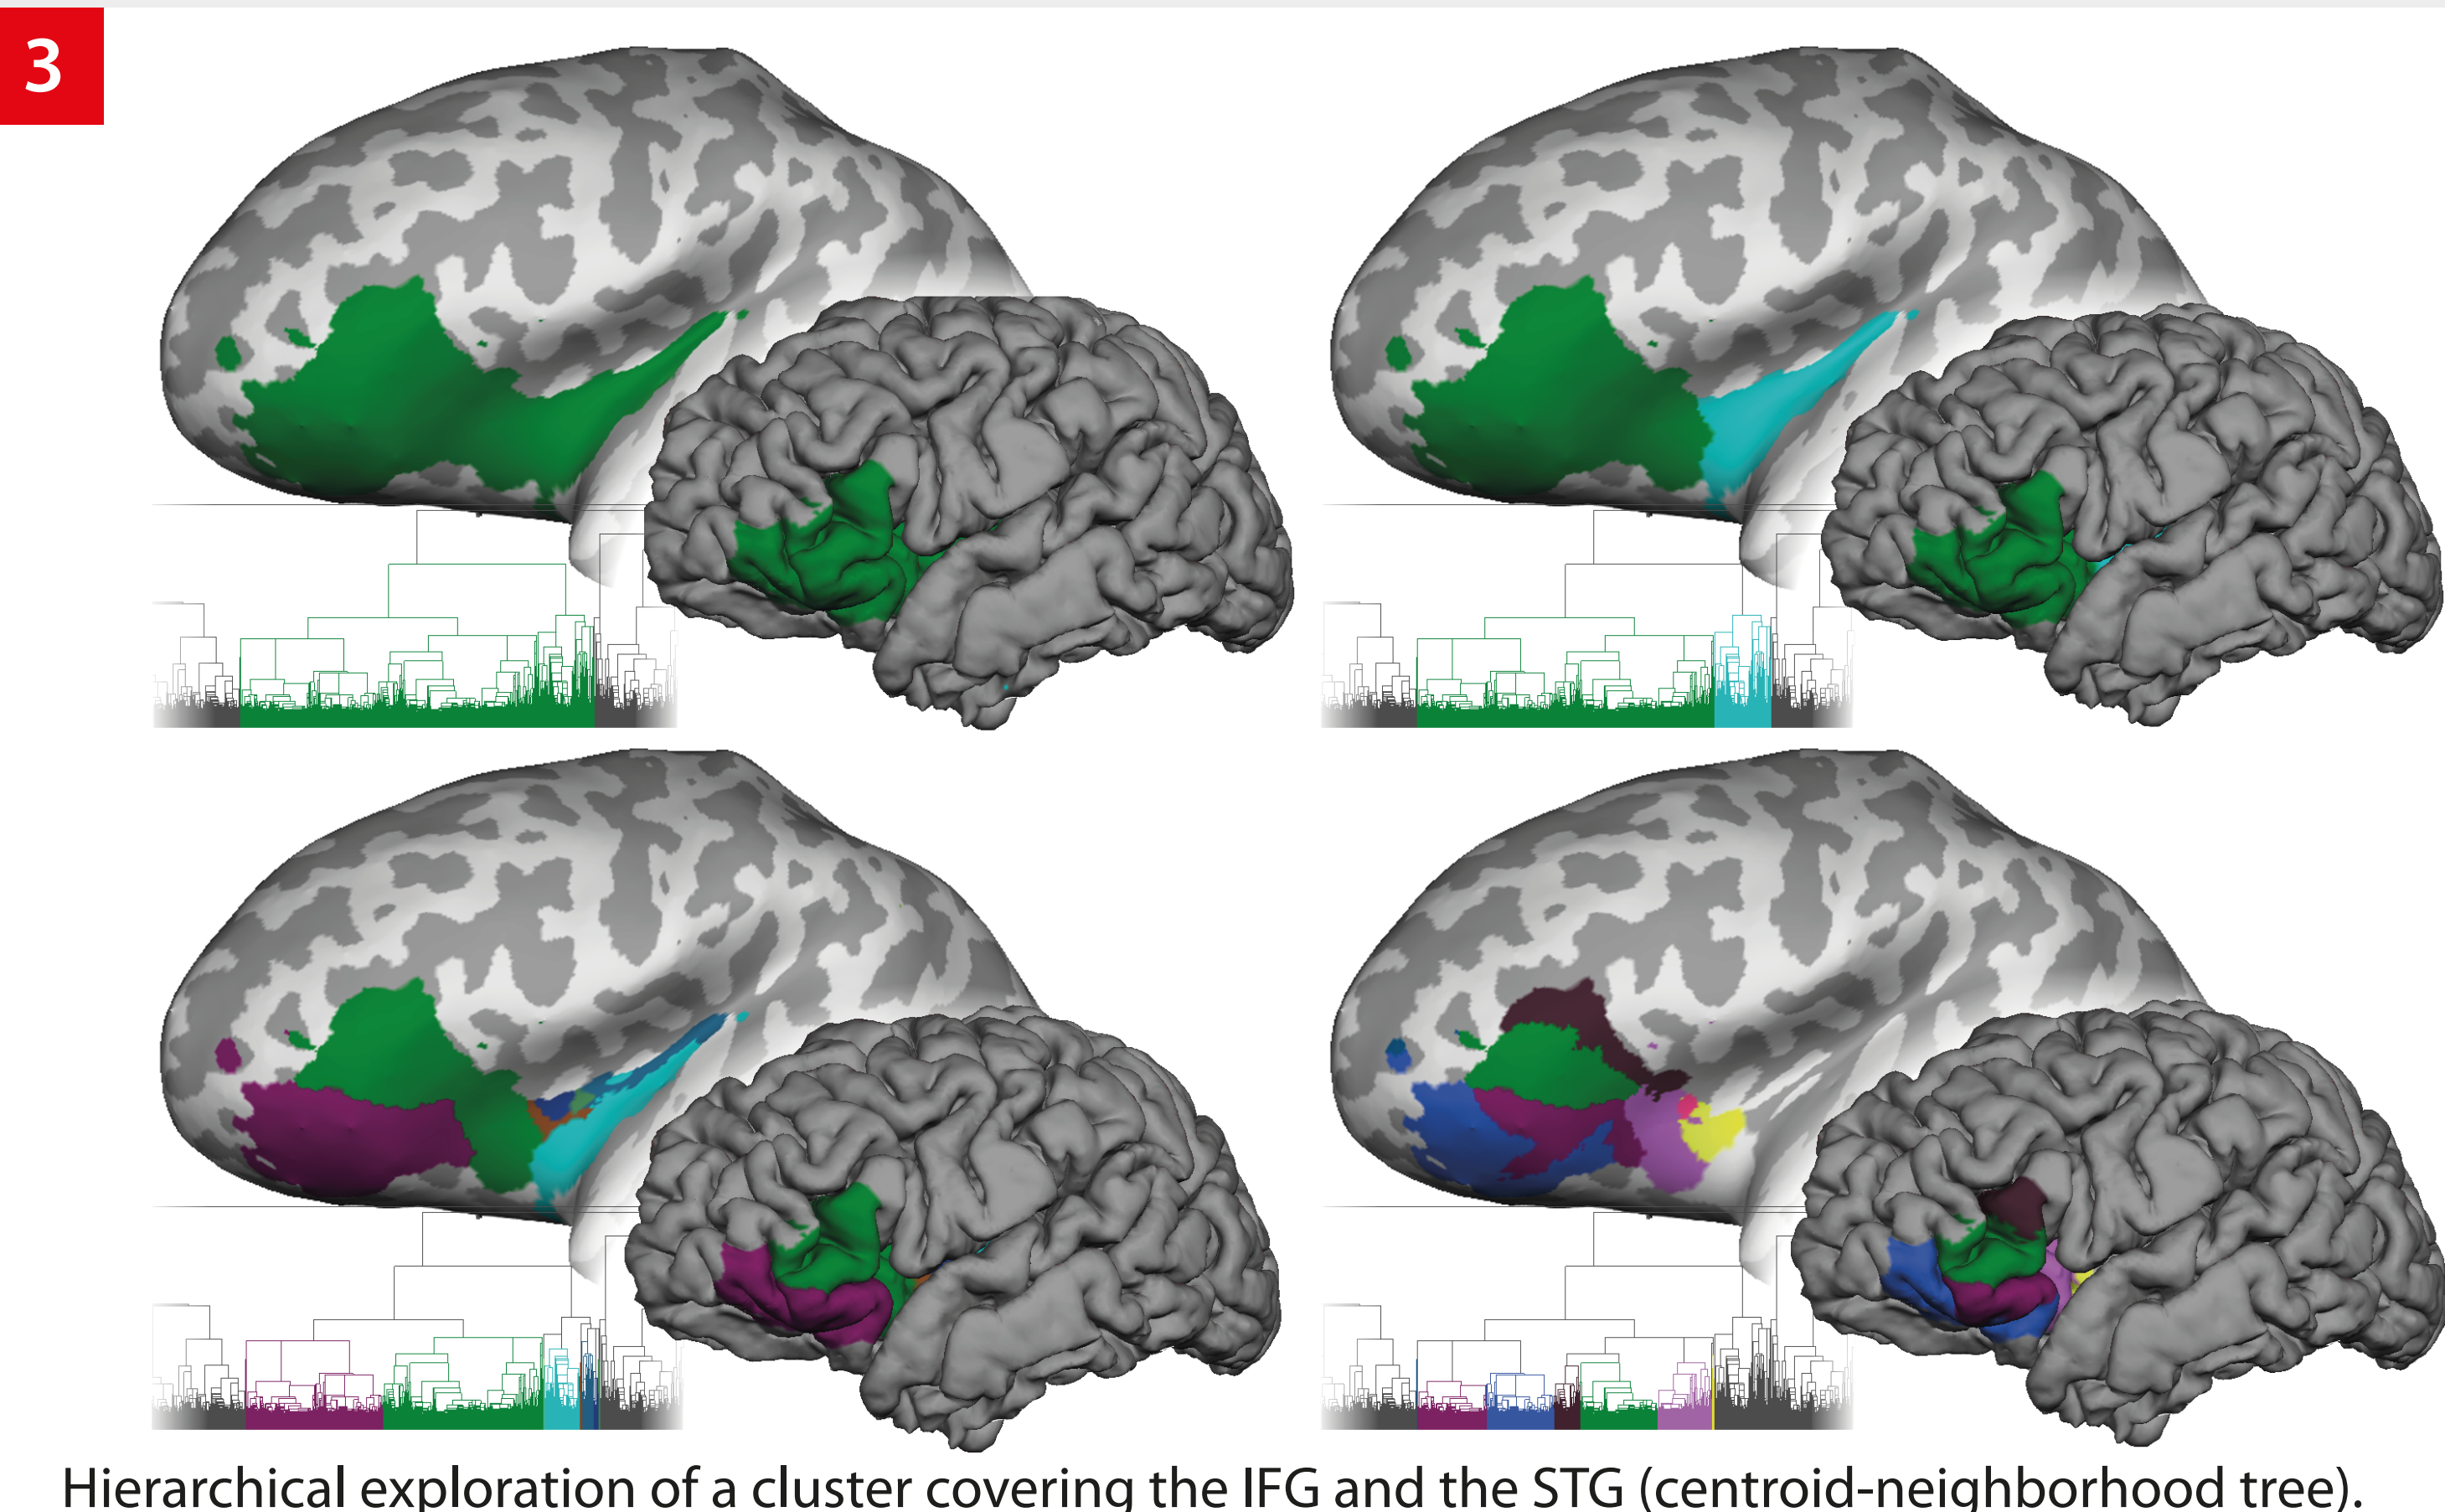 3
Hierarchical exploration of a cluster covering the IFG and the STG (centroid-neighborhood tree).